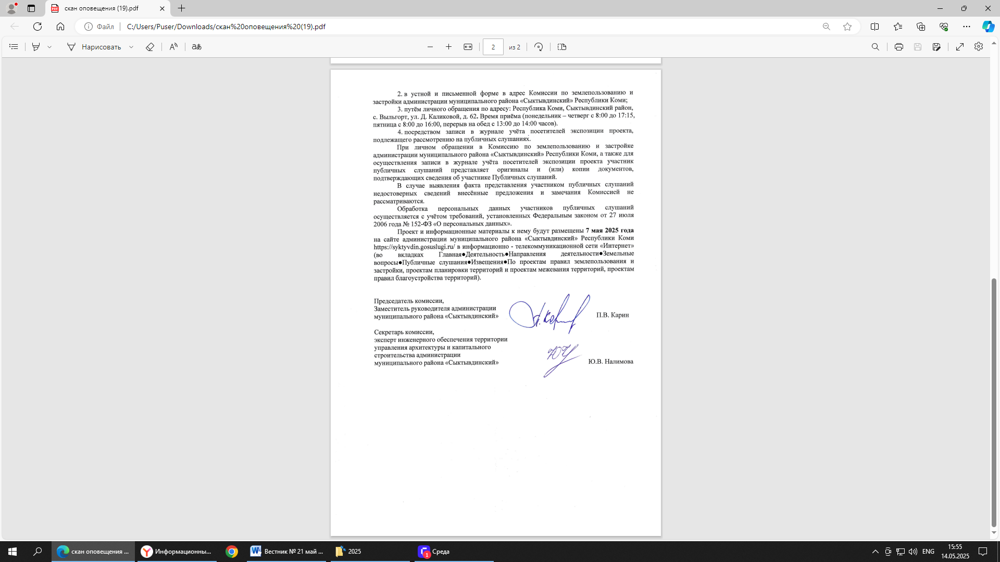 скан оповещения (19).pdf
Файл
C:/Users/Puser/Downloads/скан%20оповещения%20(19).pdf
Нарисовать
2 из 2
2. в устной и письменной форме в адрес Комиссии по землепользованию и
застройки администрации муниципального района «Сыктывдинский» Республики Коми;
3. путём личного обращения по адресу: Республика Коми, Сыктывдинский район,
с. Выльгорт, ул. Д. Каликовой, д. 62. Время приёма (понедельник – четверг с 8:00 до 17:15,
пятница с 8:00 до 16:00, перерыв на обед с 13:00 до 14:00 часов).
4. посредством записи в журнале учёта посетителей экспозиции проекта,
подлежащего рассмотрению на публичных слушаниях.
При личном обращении в Комиссию по землепользованию и застройке
администрации муниципального района «Сыктывдинский» Республики Коми, а также для
осуществления записи в журнале учёта посетителей экспозиции проекта участник
публичных слушаний представляет оригиналы и (или) копии документов,
подтверждающих сведения об участнике Публичных слушаний.
В случае выявления факта представления участником публичных слушаний
недостоверных сведений внесённые предложения и замечания Комиссией не
рассматриваются.
Обработка персональных данных участников публичных слушаний
осуществляется с учётом требований, установленных Федеральным законом от 27 июля
2006 года № 152-ФЗ «О персональных данных».
Проект и информационные материалы к нему будут размещены 7 мая 2025 года
на сайте администрации муниципального района «Сыктывдинский» Республики Коми
https://syktyvdin.gosuslugi.ru/ в информационно - телекоммуникационной сети «Интернет»
(во вкладках Главная●Деятельность●Направления деятельности●Земельные
вопросы●Публичные слушания●Извещения●По проектам правил землепользования и
застройки, проектам планировки территорий и проектам межевания территорий, проектам
правил благоустройства территорий).
Председатель комиссии,
Заместитель руководителя администрации
муниципального района «Сыктывдинский»
П.В. Карин
Секретарь комиссии,
эксперт инженерного обеспечения территории
управления архитектуры и капитального
строительства администрации
муниципального района «Сыктывдинский»
Ю.В. Налимова
скан оповещения ...
Информационны...
Вестник № 21 май ...
2025
Среда
1
ENG
15:55
14.05.2025